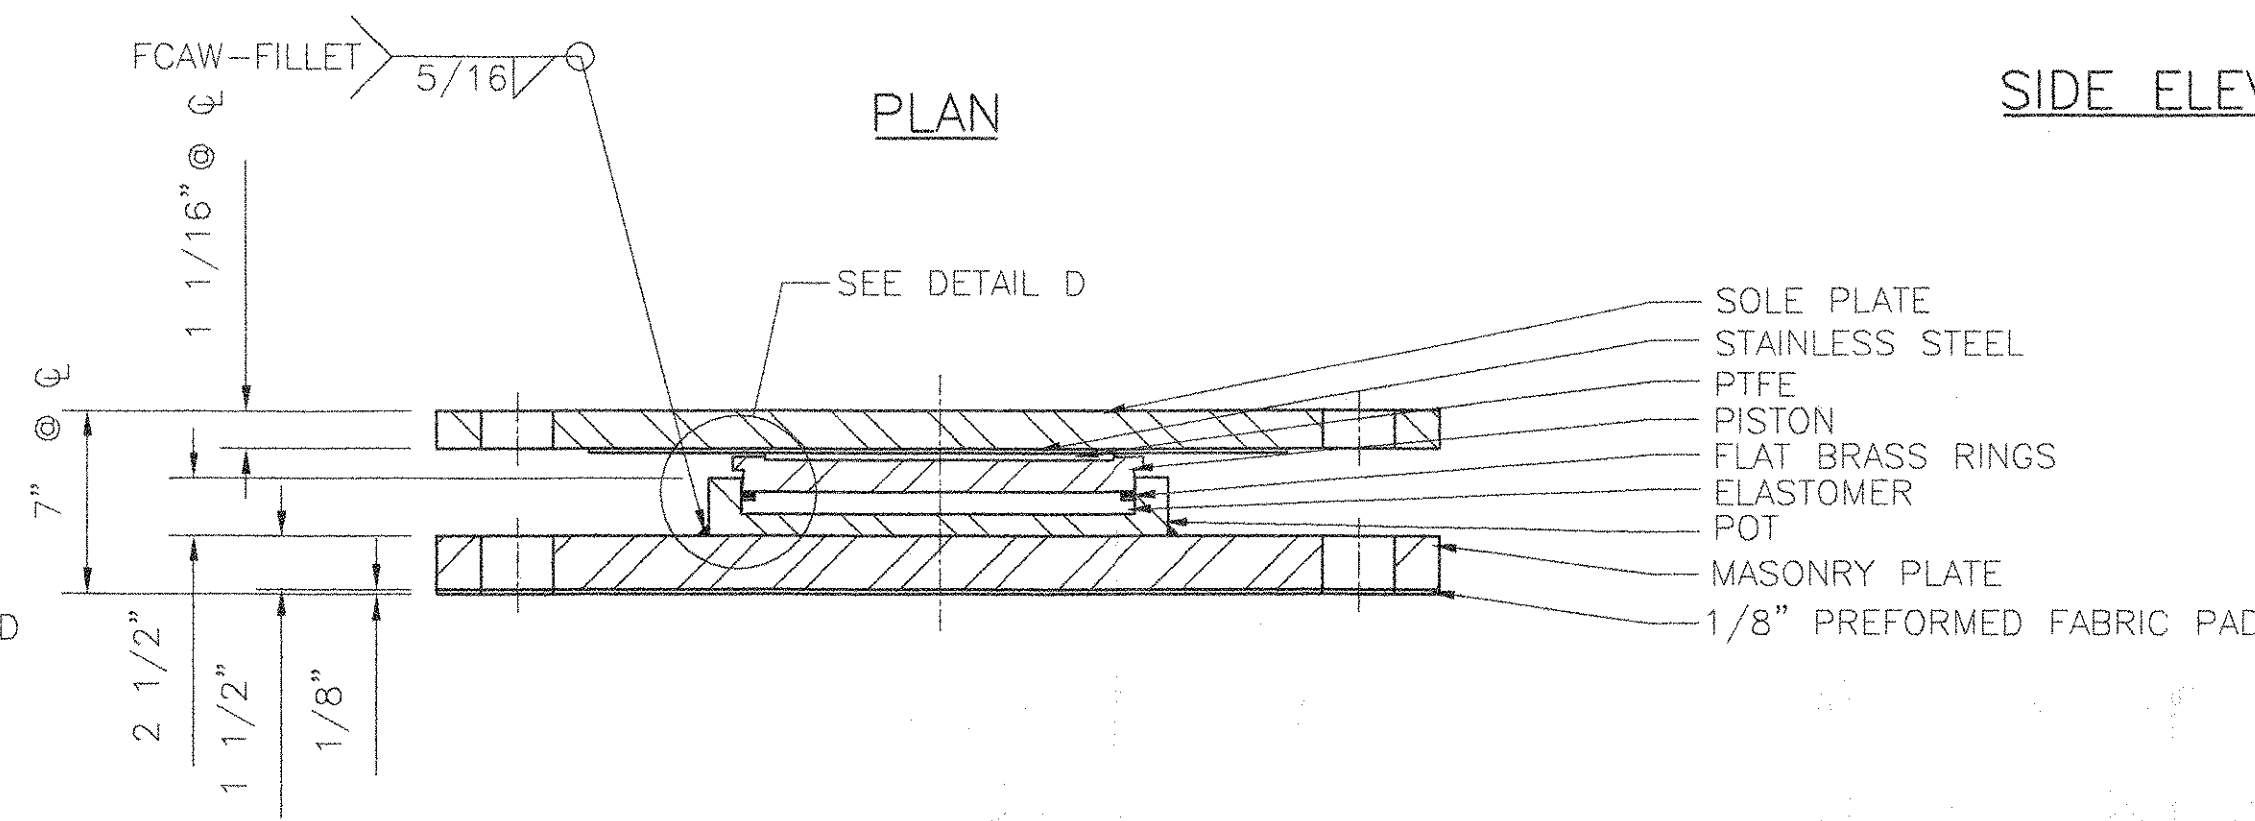 FCAW-FILLET
5/16
PLAN
SIDE ELEV
1 1/16" @ ℄
SEE DETAIL D
7" @ ℄
SOLE PLATE
STAINLESS STEEL
PTFE
PISTON
FLAT BRASS RINGS
ELASTOMER
POT
MASONRY PLATE
1/8" PREFORMED FABRIC PAD
D
2 1/2"
1 1/2"
1/8"